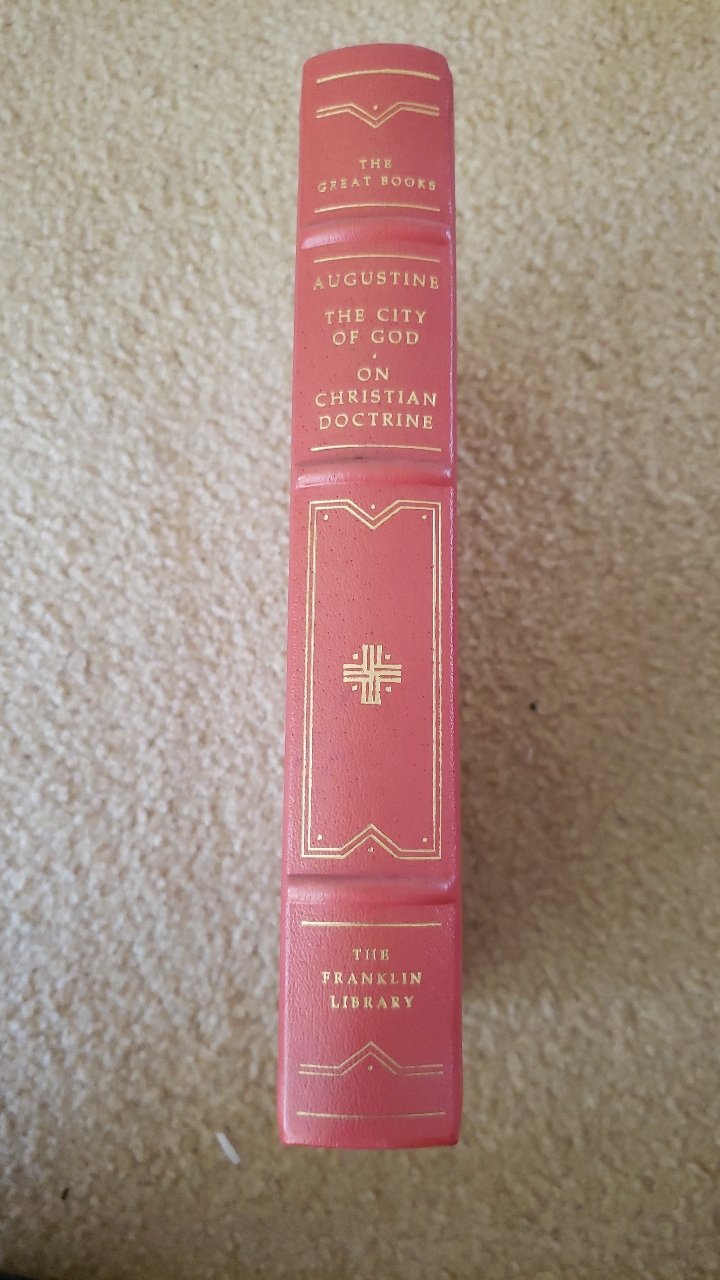 THE
GREAT BOOKS
AUGUSTINE
THE CITY
OF GOD
·
ON
CHRISTIAN
DOCTRINE
THE
FRANKLIN
LIBRARY